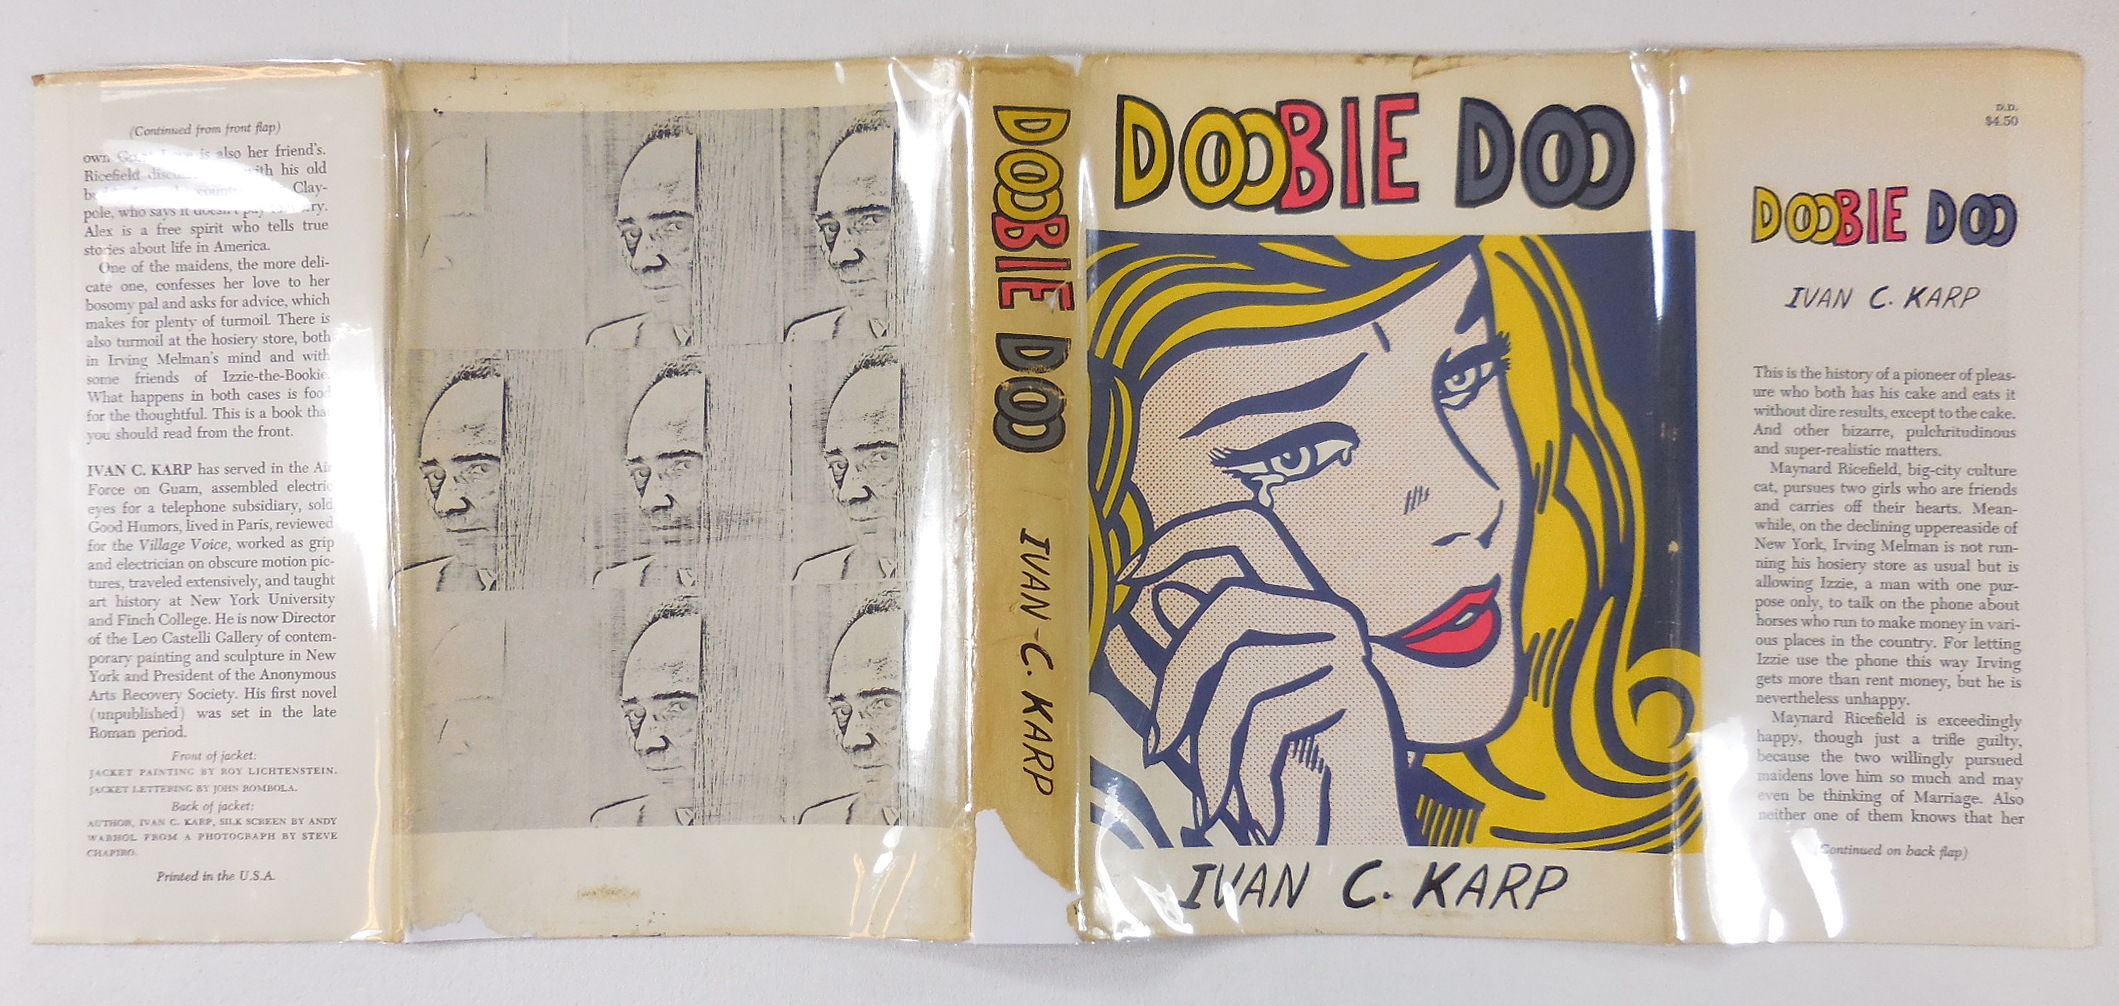 (Continued from front flap)
own Great Love is also her friend's.
Ricefield with his old
Clay-
pole, who says it doesn't pay to
Alex is a free spirit who tells true
stories about life in America.
One of the maidens, the more deli-
cate one, confesses her love to her
bosomy pal and asks for advice, which
makes for plenty of turmoil. There is
also turmoil at the hosiery store, both
in Irving Melman's mind and with
some friends of Izzie-the-Bookie.
What happens in both cases is food
for the thoughtful. This is a book that
you should read from the front.
IVAN C. KARP has served in the Air
Force on Guam, assembled electric
eyes for a telephone subsidiary, sold
Good Humors, lived in Paris, reviewed
for the Village Voice, worked as grip
and electrician on obscure motion pic-
tures, traveled extensively, and taught
art history at New York University
and Finch College. He is now Director
of the Leo Castelli Gallery of contem-
porary painting and sculpture in New
York and President of the Anonymous
Arts Recovery Society. His first novel
(unpublished) was set in the late
Roman period.
Front of jacket:
JACKET PAINTING BY ROY LICHTENSTEIN.
JACKET LETTERING BY JOHN ROMBOLA.
Back of jacket:
AUTHOR, IVAN C. KARP, SILK SCREEN BY ANDY
WARHOL FROM A PHOTOGRAPH BY STEVE
CHAPIRO.
Printed in the U.S.A.
DOOBIE DOO
IVAN-C. KARP
DOOBIE DOO
IVAN C. KARP
D.D.
$4.50
DOOBIE DOO
IVAN C. KARP
This is the history of a pioneer of pleas-
ure who both has his cake and eats it
without dire results, except to the cake.
And other bizarre, pulchritudinous
and super-realistic matters.
Maynard Ricefield, big-city culture
cat, pursues two girls who are friends
and carries off their hearts. Mean-
while, on the declining uppereaside of
New York, Irving Melman is not run-
ning his hosiery store as usual but is
allowing Izzie, a man with one pur-
pose only, to talk on the phone about
horses who run to make money in vari-
ous places in the country. For letting
Izzie use the phone this way Irving
gets more than rent money, but he is
nevertheless unhappy.
Maynard Ricefield is exceedingly
happy, though just a trifle guilty,
because the two willingly pursued
maidens love him so much and may
even be thinking of Marriage. Also
neither one of them knows that her
(Continued on back flap)